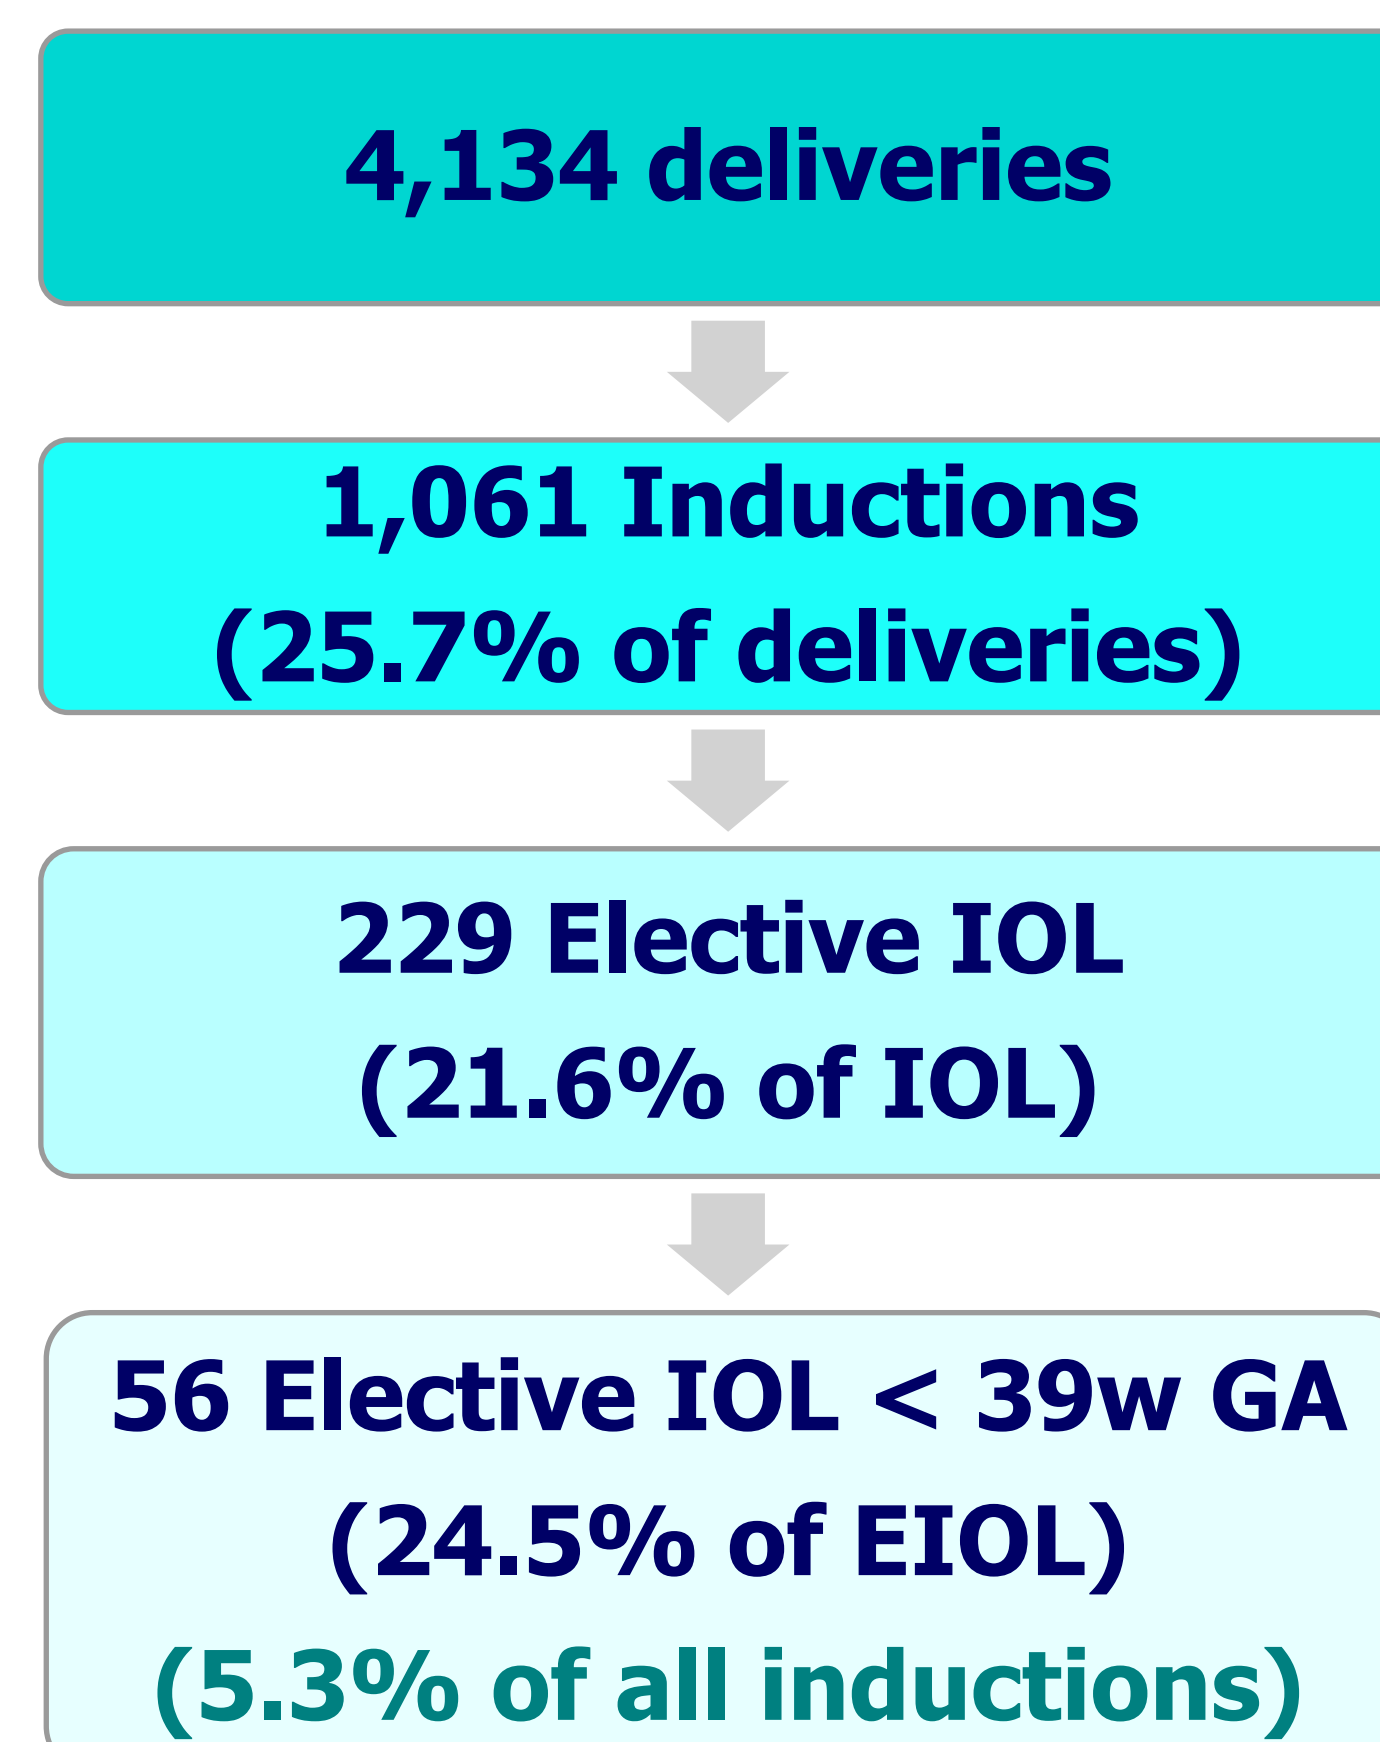 4,134 deliveries
1,061 Inductions
(25.7% of deliveries)
229 Elective IOL
(21.6% of IOL)
56 Elective IOL < 39w GA
(24.5% of EIOL)
(5.3% of all inductions)